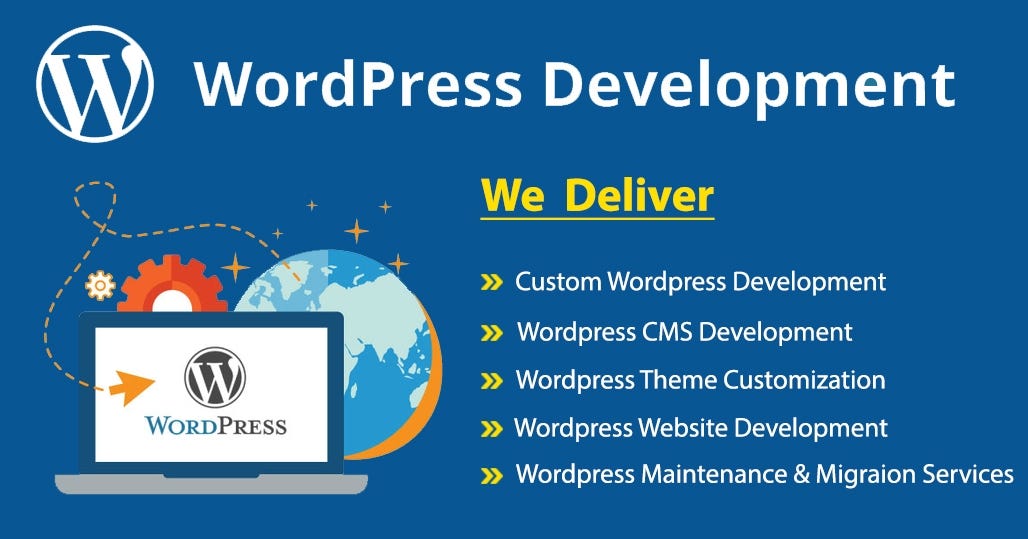 WordPress Development
We Deliver
Custom Wordpress Development
Wordpress CMS Development
Wordpress Theme Customization
Wordpress Website Development
Wordpress Maintenance & Migraion Services
W
WORDPRESS